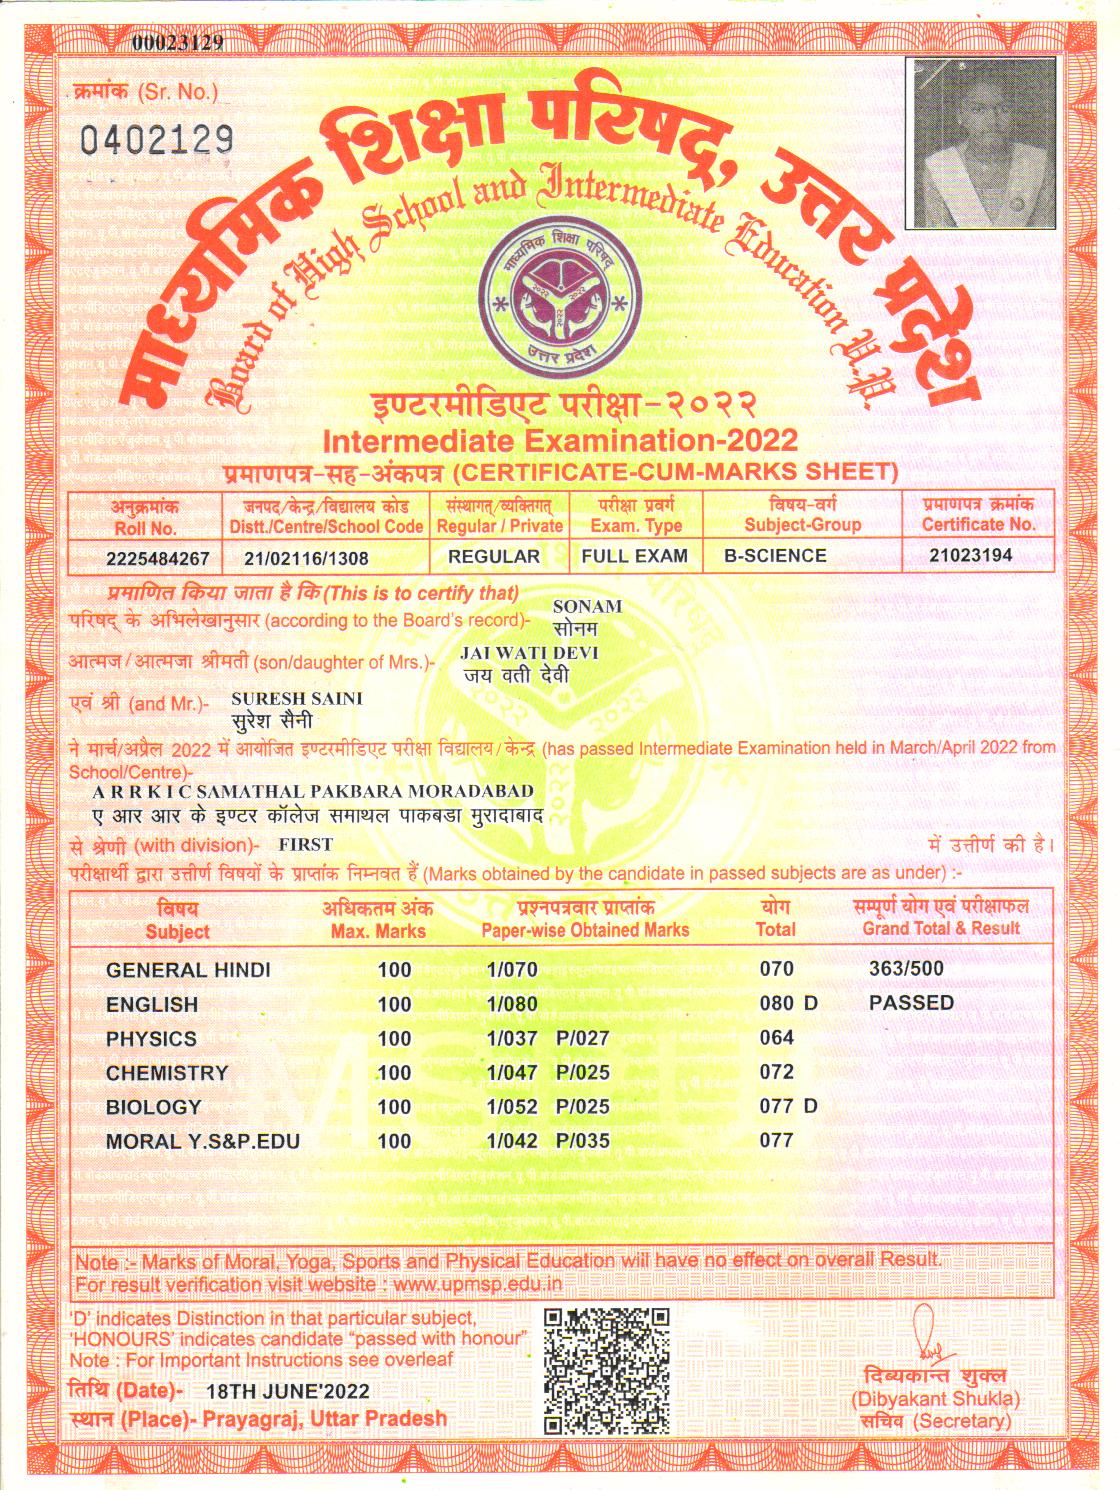 00023129
क्रमांक (Sr. No.)
0402129
माध्यमिक शिक्षा परिषद्, उत्तर प्रदेश
Board of High School and Intermediate Education U.P.
माध्यमिक शिक्षा परिषद्
२०२२ २०२२
२०२२
उत्तर प्रदेश
इण्टरमीडिएट परीक्षा-२०२२
Intermediate Examination-2022
प्रमाणपत्र-सह-अंकपत्र (CERTIFICATE-CUM-MARKS SHEET)
अनुक्रमांक जनपद/केन्द्र/विद्यालय कोड संस्थागत्/व्यक्तिगत् परीक्षा प्रवर्ग विषय-वर्ग प्रमाणपत्र क्रमांक
Roll No. Distt./Centre/School Code Regular / Private Exam. Type Subject-Group Certificate No.
2225484267 21/02116/1308 REGULAR FULL EXAM B-SCIENCE 21023194
प्रमाणित किया जाता है कि (This is to certify that)
SONAM
परिषद् के अभिलेखानुसार (according to the Board's record)-
सोनम
JAI WATI DEVI
आत्मज/आत्मजा श्रीमती (son/daughter of Mrs.)-
जय वती देवी
SURESH SAINI
एवं श्री (and Mr.)-
सुरेश सैनी
ने मार्च/अप्रैल 2022 में आयोजित इण्टरमीडिएट परीक्षा विद्यालय/केन्द्र (has passed Intermediate Examination held in March/April 2022 from
School/Centre)-
A R R K I C SAMATHAL PAKBARA MORADABAD
ए आर आर के इण्टर कॉलेज समाथल पाकबडा मुरादाबाद
से श्रेणी (with division)- FIRST में उत्तीर्ण की है।
परीक्षार्थी द्वारा उत्तीर्ण विषयों के प्राप्तांक निम्नवत हैं (Marks obtained by the candidate in passed subjects are as under) :-
विषय अधिकतम अंक प्रश्नपत्रवार प्राप्तांक योग सम्पूर्ण योग एवं परीक्षाफल
Subject Max. Marks Paper-wise Obtained Marks Total Grand Total & Result
GENERAL HINDI 100 1/070 070 363/500
ENGLISH 100 1/080 080 D PASSED
PHYSICS 100 1/037 P/027 064
CHEMISTRY 100 1/047 P/025 072
BIOLOGY 100 1/052 P/025 077 D
MORAL Y.S&P.EDU 100 1/042 P/035 077
Note :- Marks of Moral, Yoga, Sports and Physical Education will have no effect on overall Result.
For result verification visit website : www.upmsp.edu.in
'D' indicates Distinction in that particular subject,
'HONOURS' indicates candidate "passed with honour"
Note : For Important Instructions see overleaf
तिथि (Date)- 18TH JUNE'2022
स्थान (Place)- Prayagraj, Uttar Pradesh
दिब्यकान्त शुक्ल
(Dibyakant Shukla)
सचिव (Secretary)